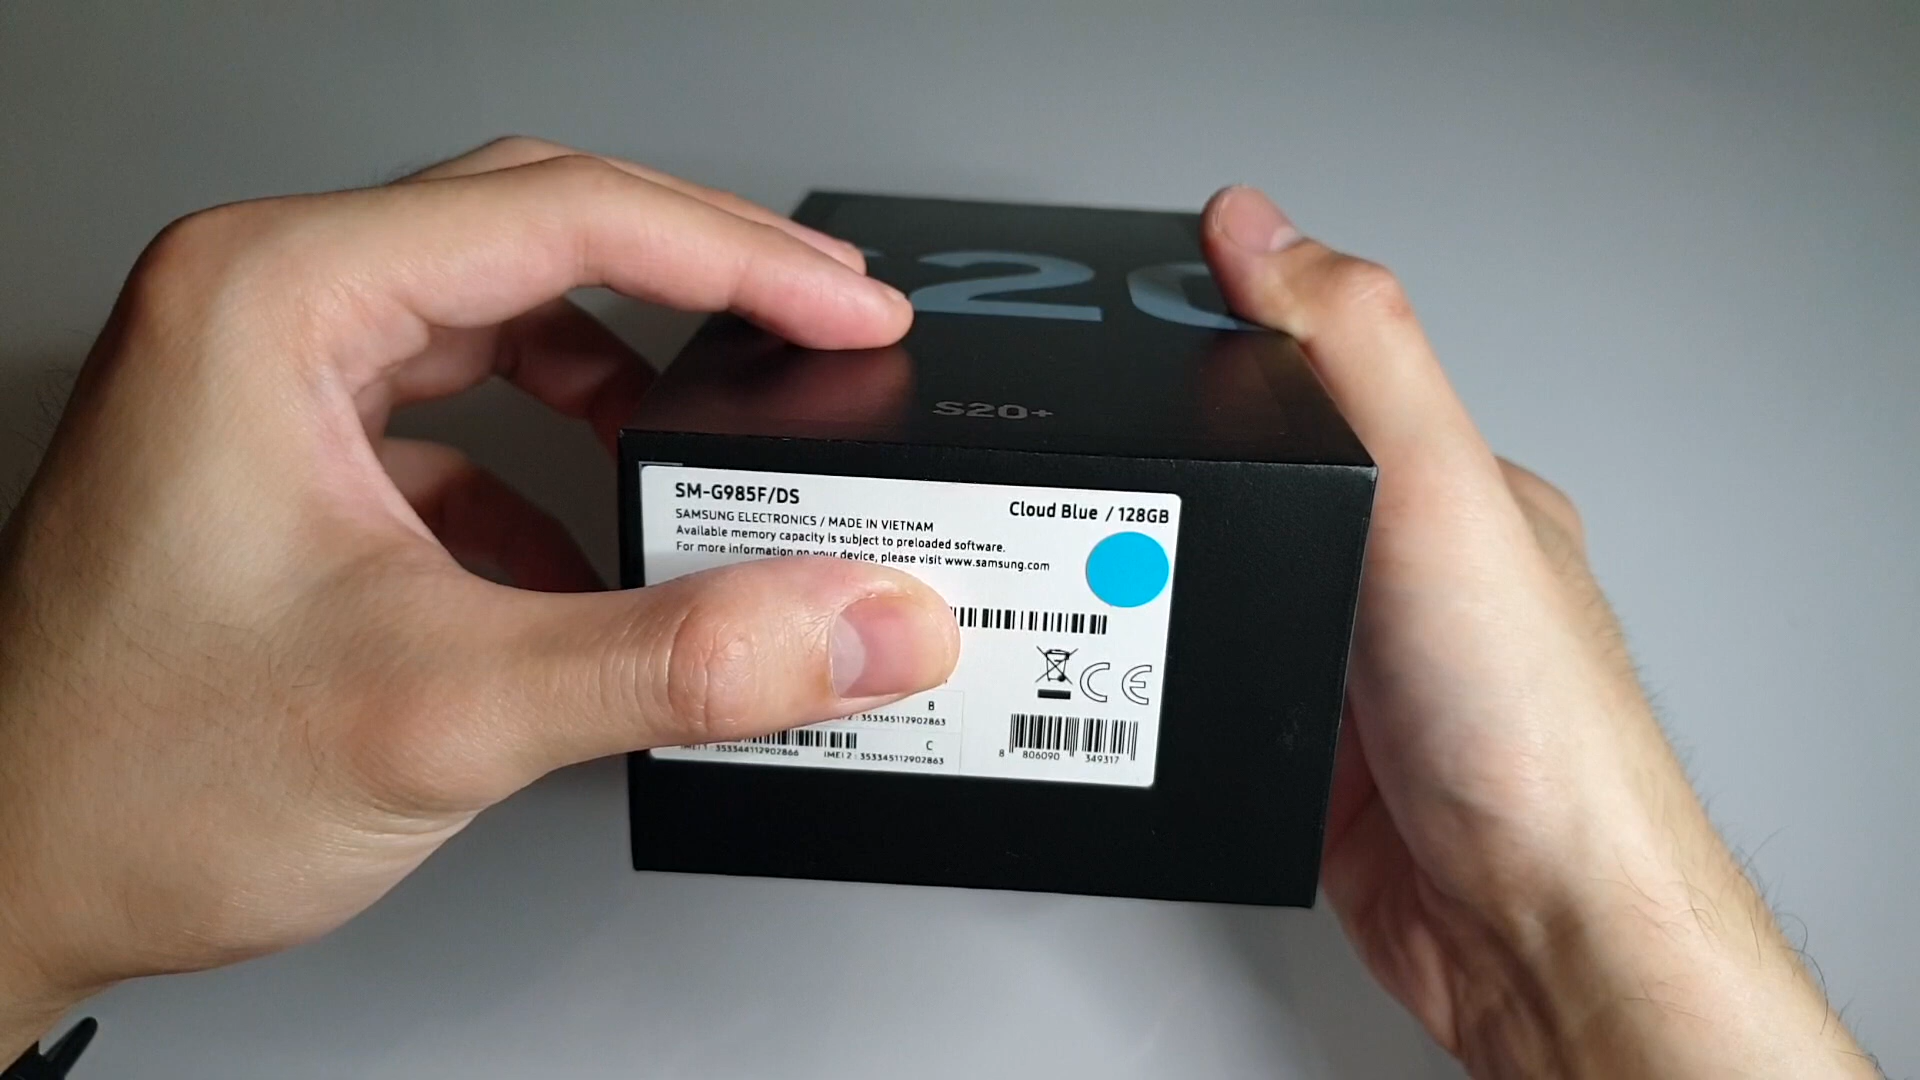 S20
S20+
SM-G985F/DS
Cloud Blue / 128GB
SAMSUNG ELECTRONICS / MADE IN VIETNAM
Available memory capacity is subject to preloaded software.
For more information on your device, please visit www.samsung.com
B
2 : 353345112902863
C
IMEI 1 : 353344112902866 IMEI 2 : 353345112902863
8 806090 349317
CE